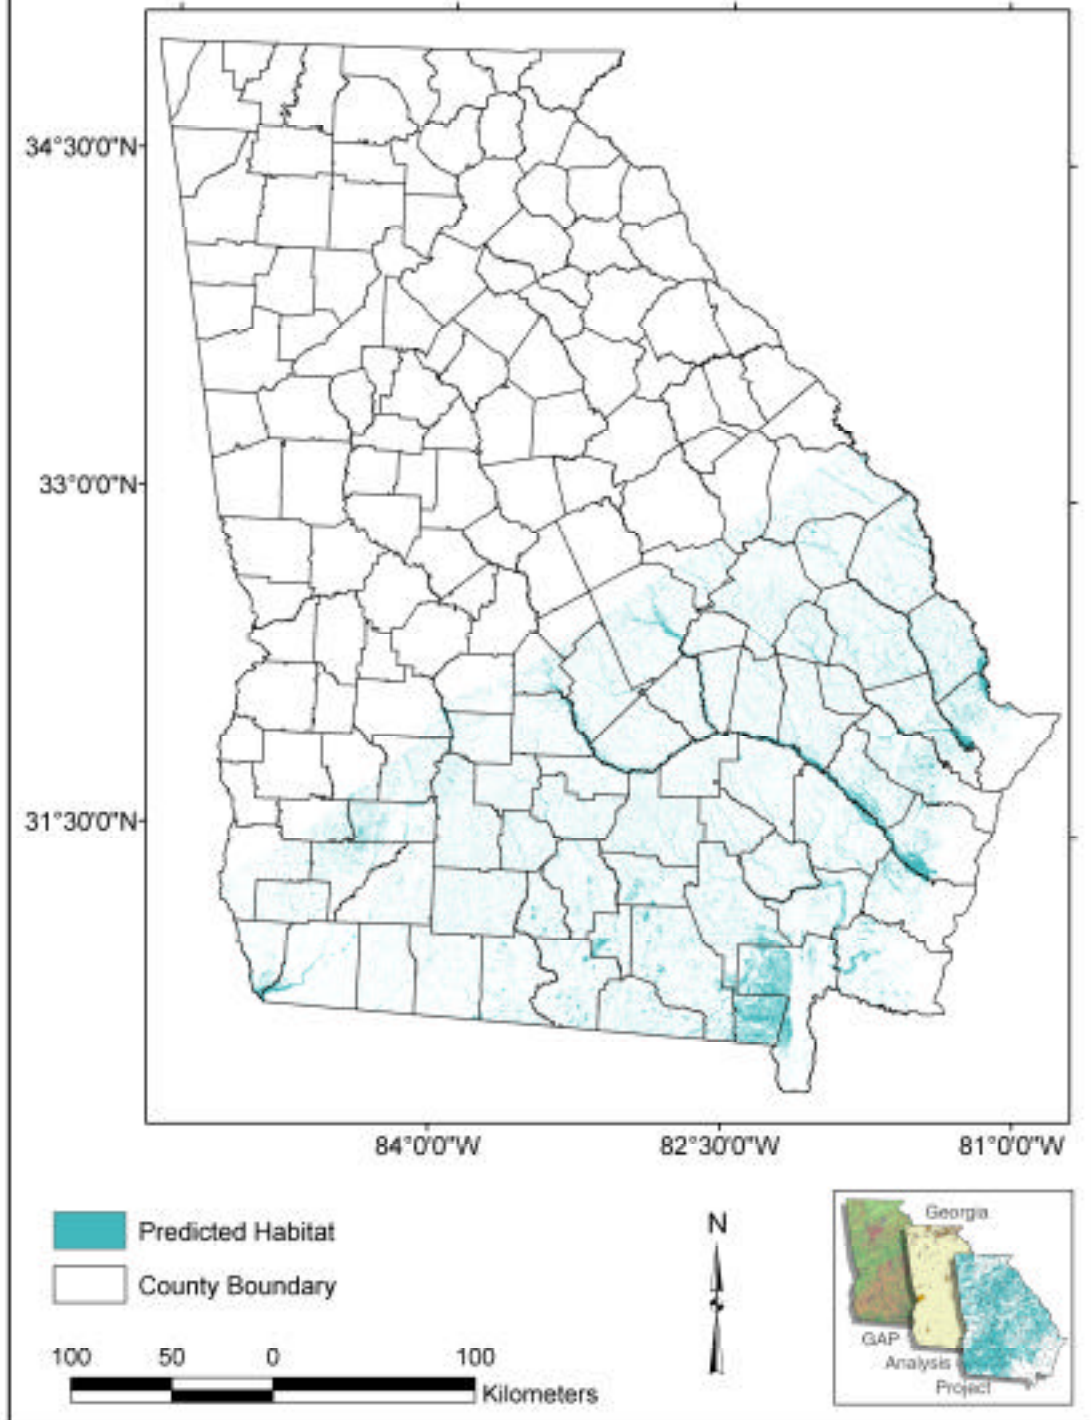 34°30'0"N
33°0'0"N
31°30'0"N
84°0'0"W 82°30'0"W 81°0'0"W
Predicted Habitat
County Boundary
N
100 50 0 100
Kilometers
Georgia
GAP
Analysis
Project